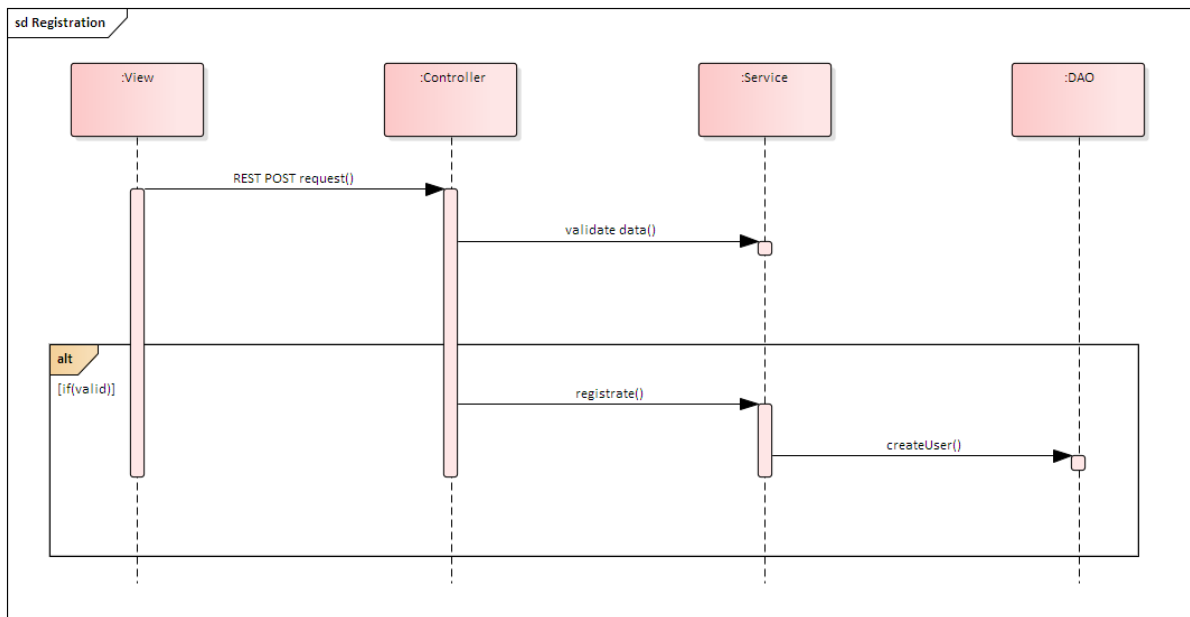 sd Registration
:View
:Controller
:Service
:DAO
REST POST request()
validate data()
alt
[if(valid)]
registrate()
createUser()